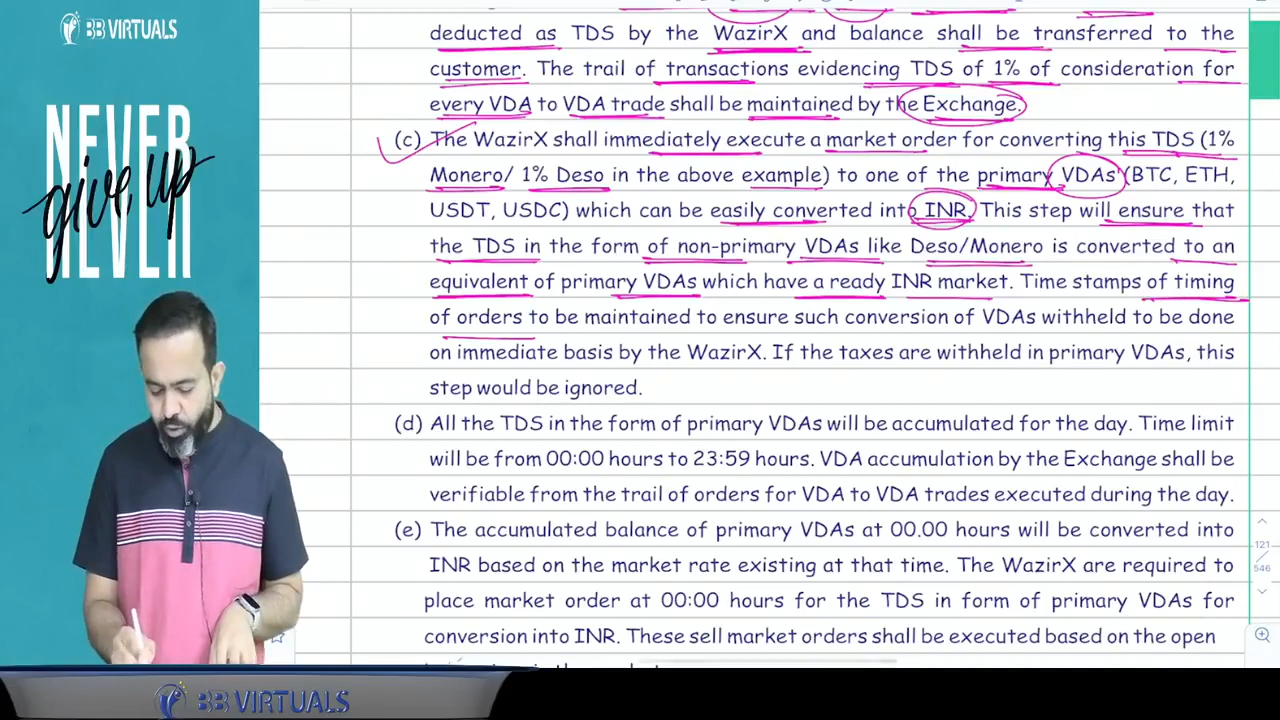 BB VIRTUALS
NEVER
give up
NEVER
deducted as TDS by the WazirX and balance shall be transferred to the
customer. The trail of transactions evidencing TDS of 1% of consideration for
every VDA to VDA trade shall be maintained by the Exchange.
(c) The WazirX shall immediately execute a market order for converting this TDS (1%
Monero/ 1% Deso in the above example) to one of the primary VDAs' (BTC, ETH,
USDT, USDC) which can be easily converted into INR. This step will ensure that
the TDS in the form of non-primary VDAs like Deso/Monero is converted to an
equivalent of primary VDAs which have a ready INR market. Time stamps of timing
of orders to be maintained to ensure such conversion of VDAs withheld to be done
on immediate basis by the WazirX. If the taxes are withheld in primary VDAs, this
step would be ignored.
(d) All the TDS in the form of primary VDAs will be accumulated for the day. Time limit
will be from 00:00 hours to 23:59 hours. VDA accumulation by the Exchange shall be
verifiable from the trail of orders for VDA to VDA trades executed during the day.
(e) The accumulated balance of primary VDAs at 00.00 hours will be converted into
INR based on the market rate existing at that time. The WazirX are required to
place market order at 00:00 hours for the TDS in form of primary VDAs for
conversion into INR. These sell market orders shall be executed based on the open
121
546
BB VIRTUALS